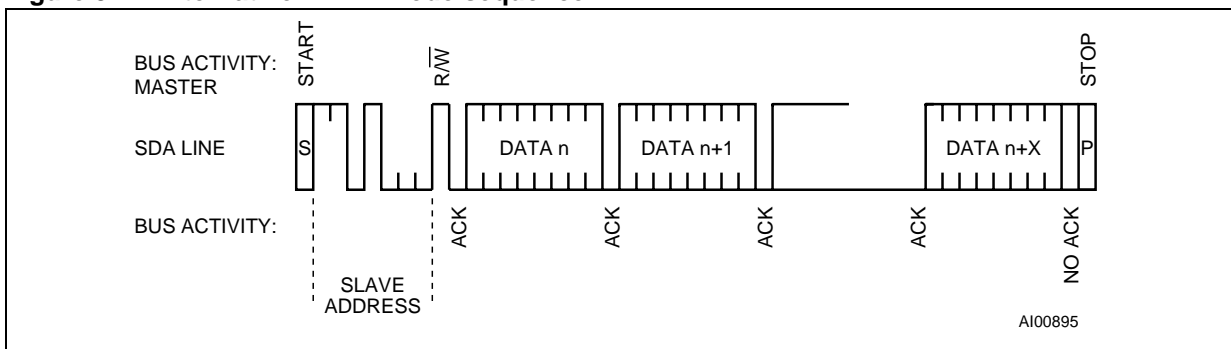 BUS ACTIVITY:
MASTER
START
R/W
STOP
SDA LINE
S
DATA n
DATA n+1
DATA n+X
P
BUS ACTIVITY:
ACK
ACK
ACK
ACK
NO ACK
SLAVE
ADDRESS
AI00895